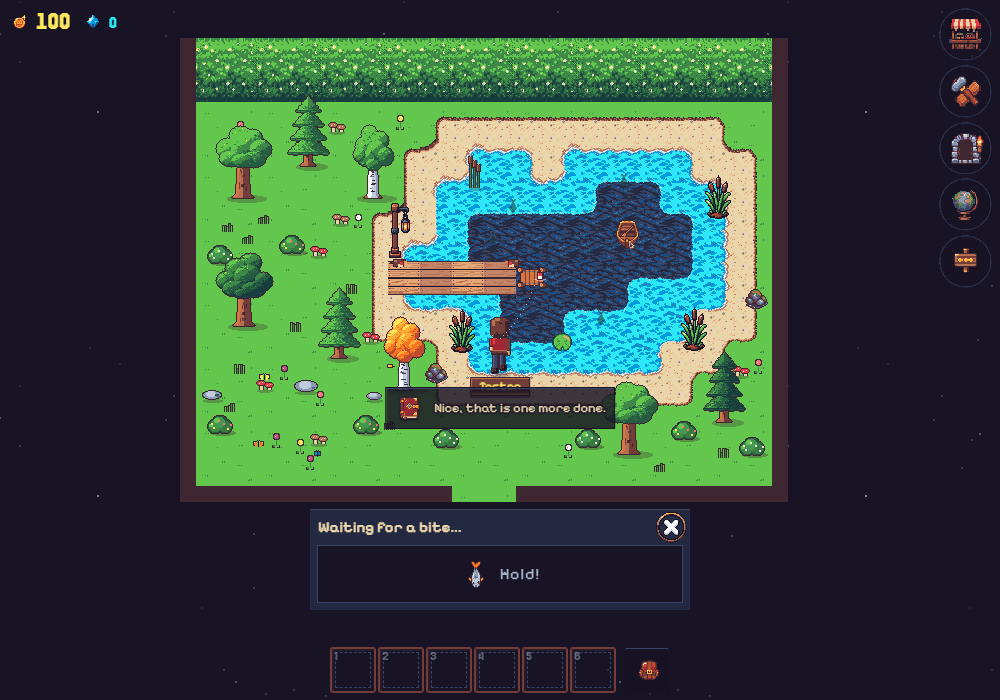 100
0
Nice, that is one more done.
Waiting for a bite...
Hold!
1 2 3 4 5 6